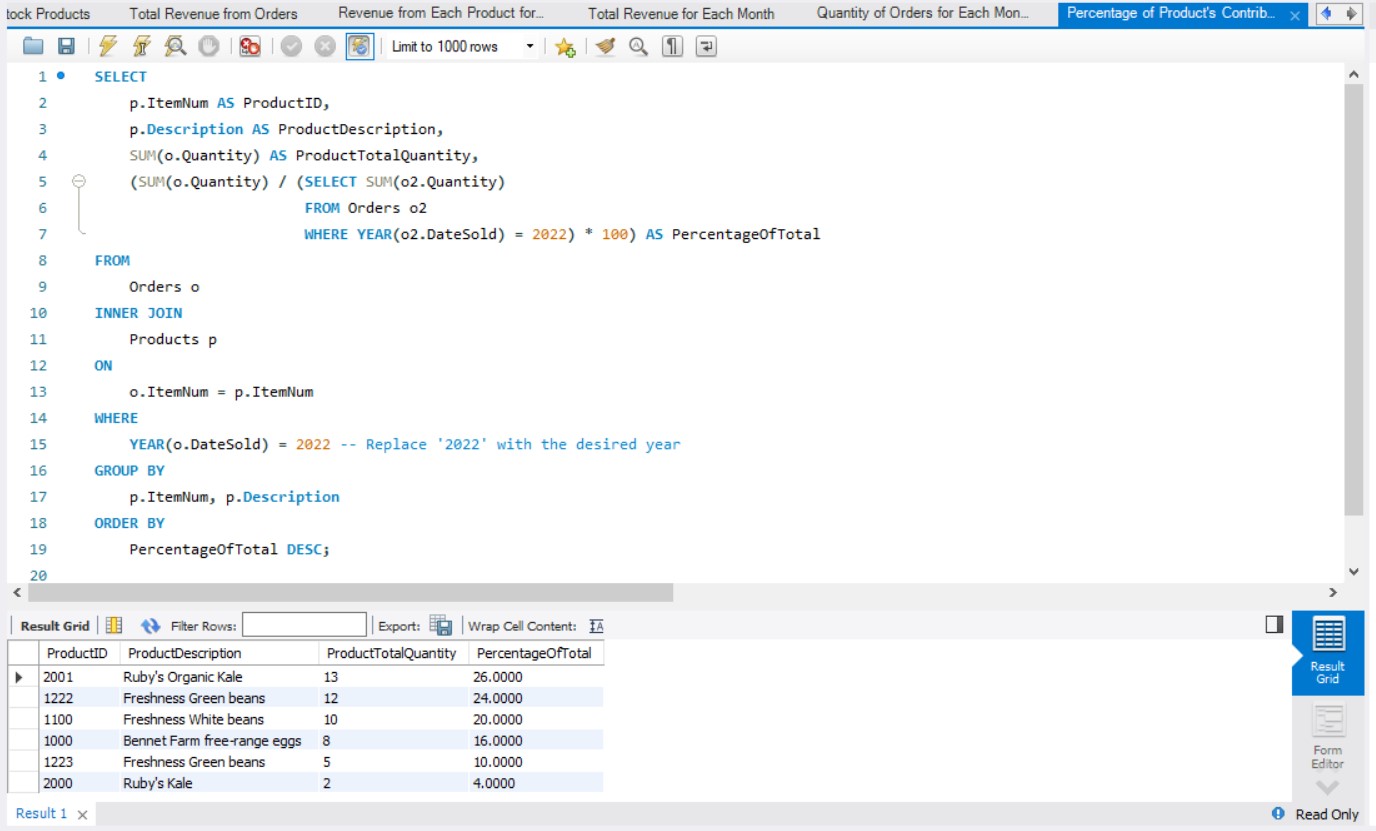 tock Products Total Revenue from Orders Revenue from Each Product for... Total Revenue for Each Month Quantity of Orders for Each Mon... Percentage of Product's Contrib...
Limit to 1000 rows
1 SELECT
2 p.ItemNum AS ProductID,
3 p.Description AS ProductDescription,
4 SUM(o.Quantity) AS ProductTotalQuantity,
5 (SUM(o.Quantity) / (SELECT SUM(o2.Quantity)
6 FROM Orders o2
7 WHERE YEAR(o2.DateSold) = 2022) * 100) AS PercentageOfTotal
8 FROM
9 Orders o
10 INNER JOIN
11 Products p
12 ON
13 o.ItemNum = p.ItemNum
14 WHERE
15 YEAR(o.DateSold) = 2022 -- Replace '2022' with the desired year
16 GROUP BY
17 p.ItemNum, p.Description
18 ORDER BY
19 PercentageOfTotal DESC;
20
Result Grid Filter Rows: Export: Wrap Cell Content: IA
ProductID ProductDescription ProductTotalQuantity PercentageOfTotal
2001 Ruby's Organic Kale 13 26.0000
1222 Freshness Green beans 12 24.0000
1100 Freshness White beans 10 20.0000
1000 Bennet Farm free-range eggs 8 16.0000
1223 Freshness Green beans 5 10.0000
2000 Ruby's Kale 2 4.0000
Result
Grid
Form
Editor
Result 1 Read Only